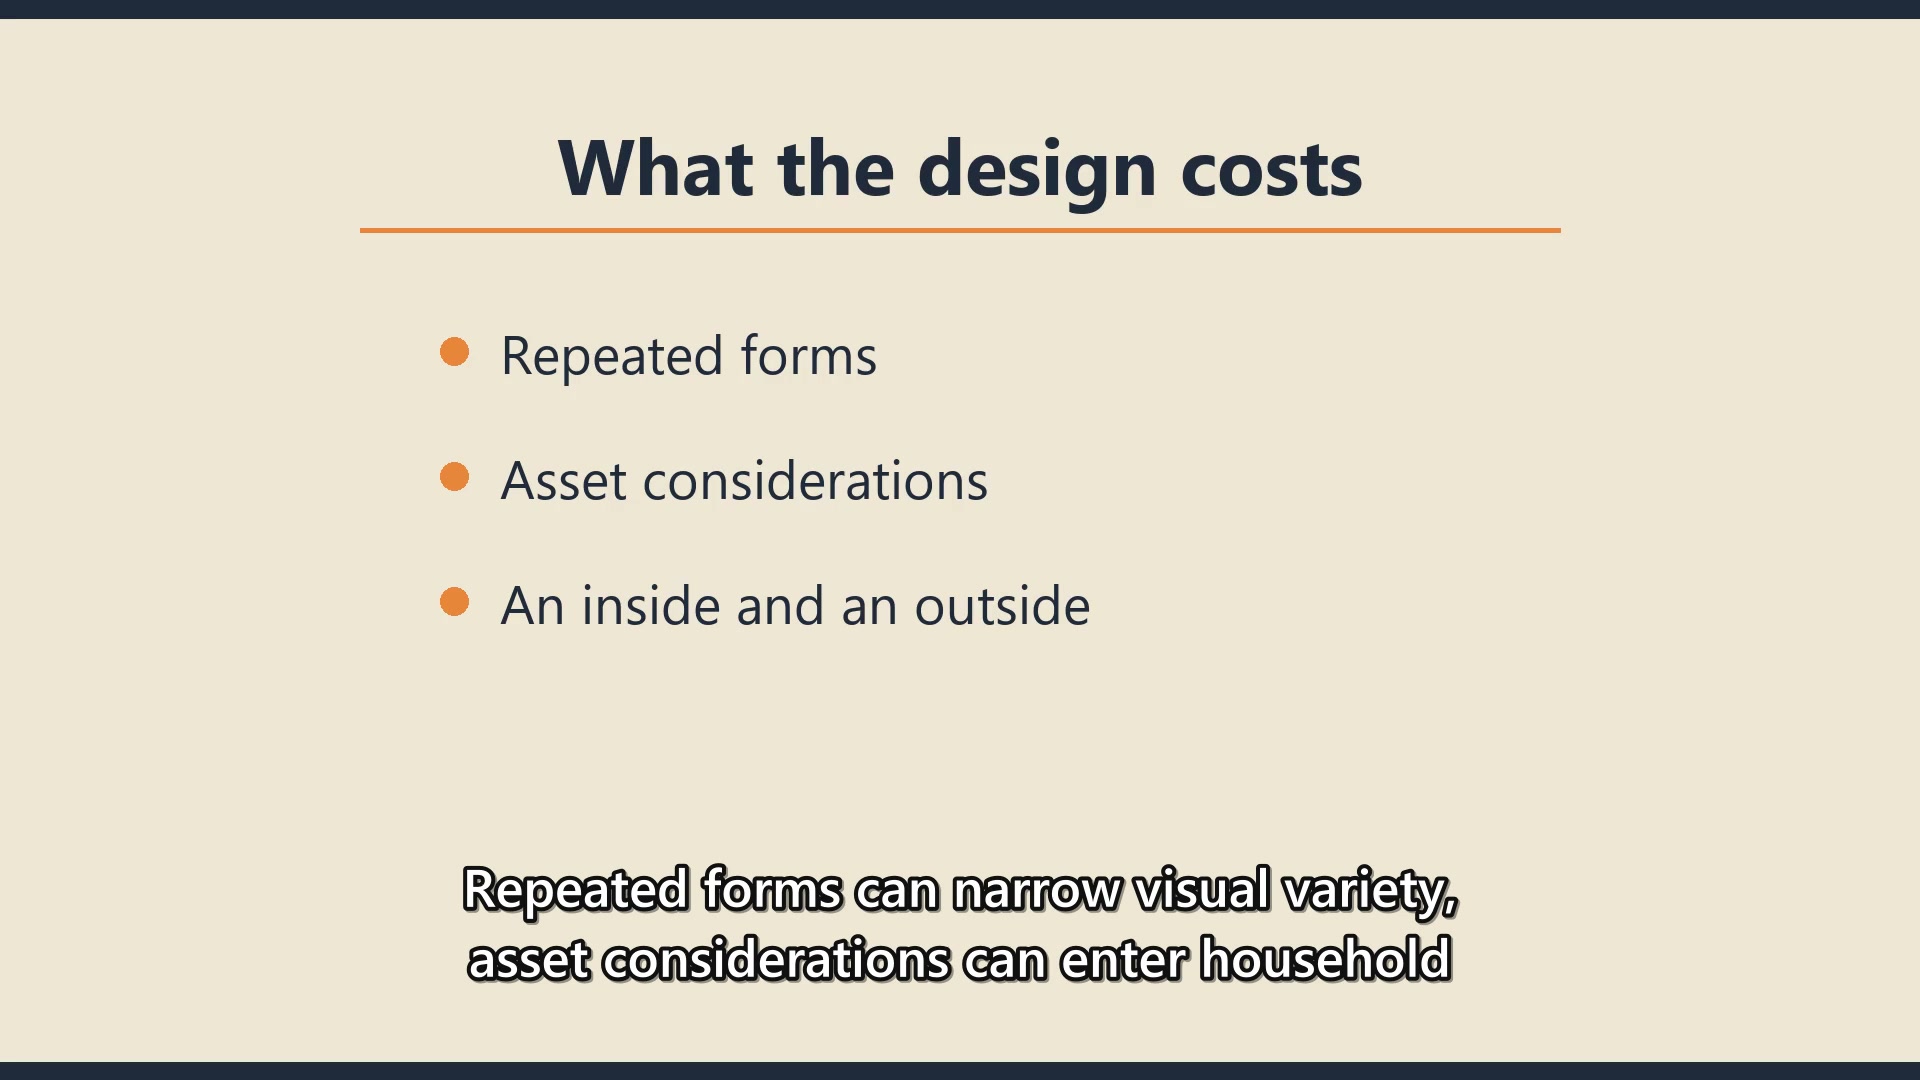 What the design costs
Repeated forms
Asset considerations
An inside and an outside
Repeated forms can narrow visual variety,
asset considerations can enter household